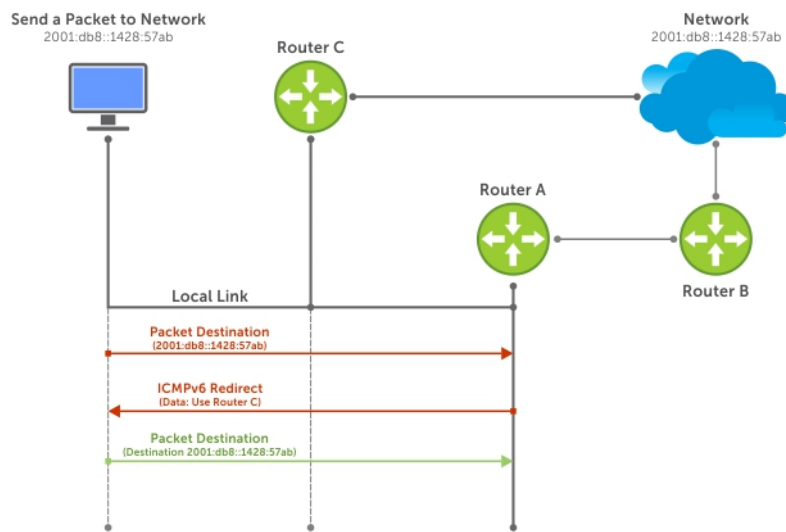 Send a Packet to Network
2001:db8::1428:57ab
Router C
Network
2001:db8::1428:57ab
Router A
Router B
Local Link
Packet Destination
(2001:db8::1428:57ab)
ICMPv6 Redirect
(Data: Use Router C)
Packet Destination
(Destination 2001:db8::1428:57ab)